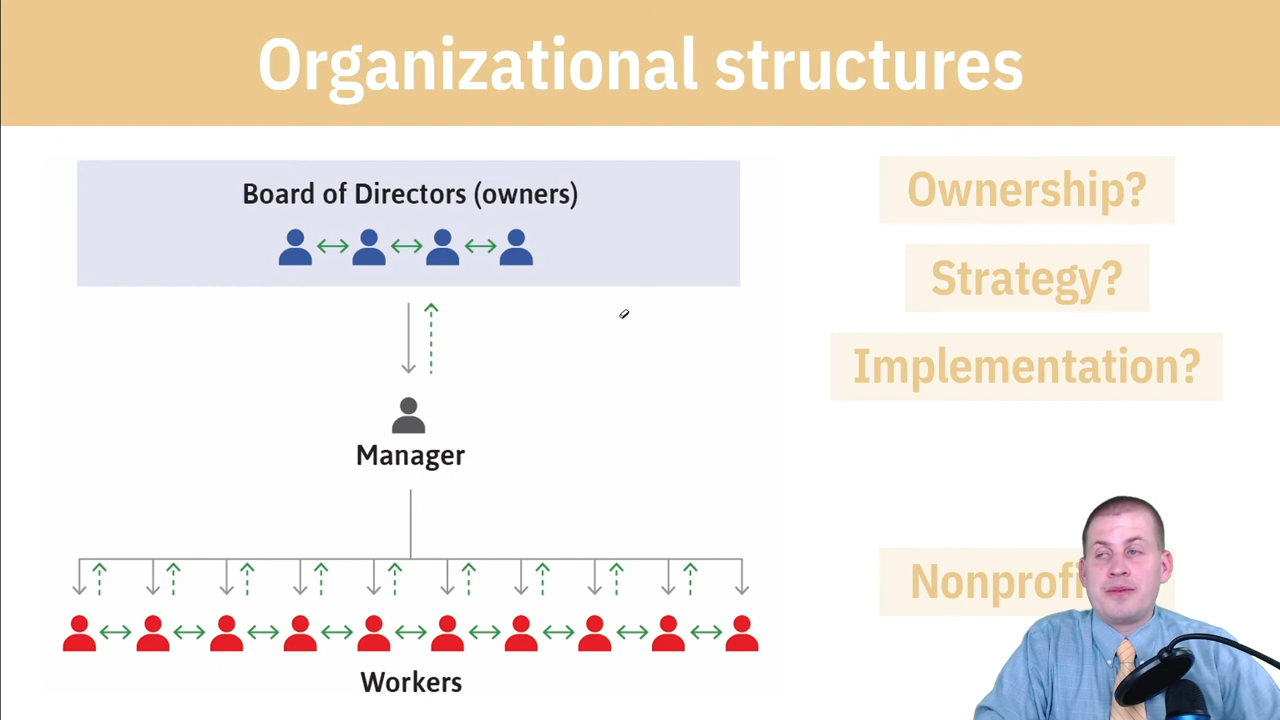 Organizational structures
Board of Directors (owners)
Manager
Workers
Ownership?
Strategy?
Implementation?